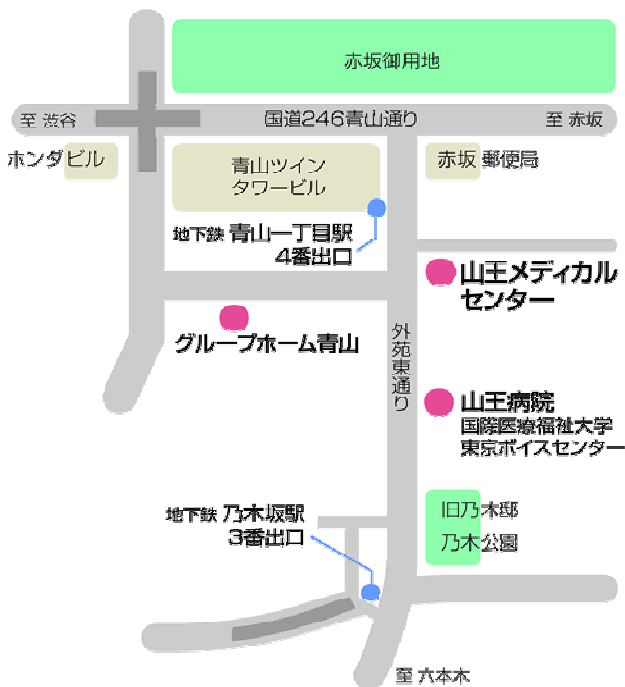 赤坂御用地
至 渋谷
国道246青山通り
至 赤坂
ホンダビル
青山ツイン
タワービル
赤坂 郵便局
地下鉄 青山一丁目駅
4番出口
山王メディカル
センター
グループホーム青山
外苑東通り
山王病院
国際医療福祉大学
東京ボイスセンター
地下鉄 乃木坂駅
3番出口
旧乃木邸
乃木公園
至 六本木